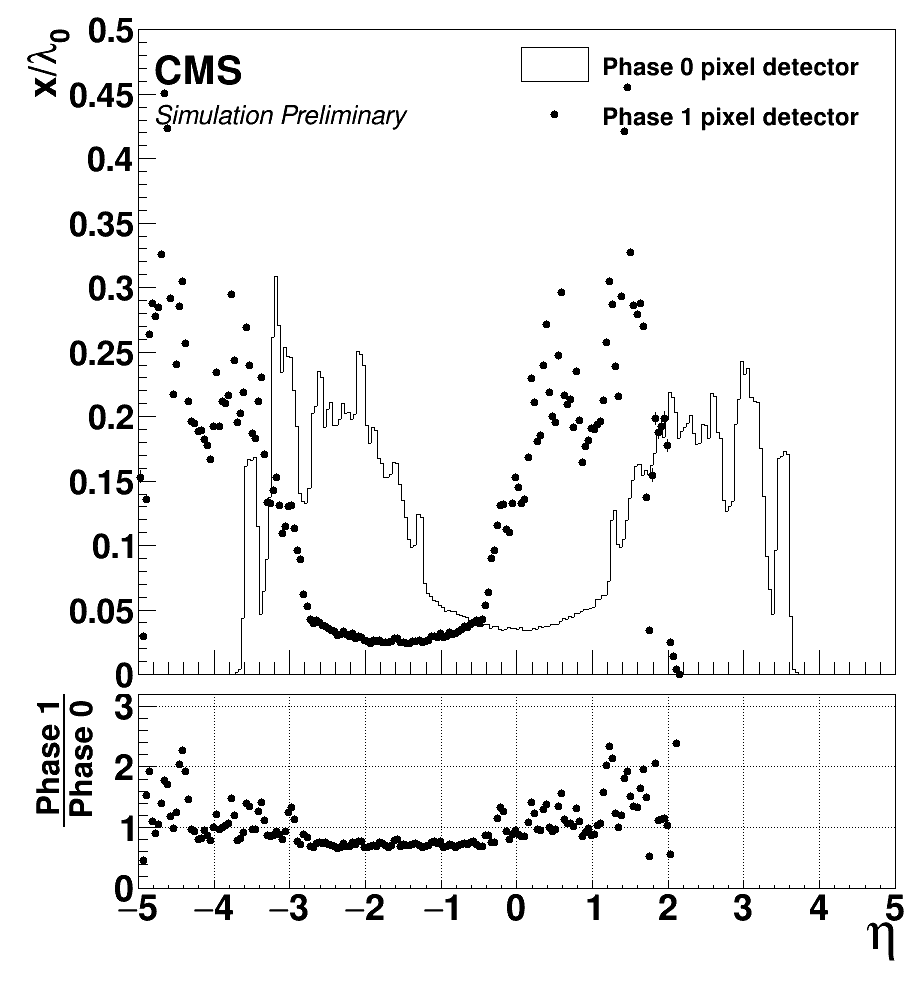 x/λ0
0.5
CMS
Simulation Preliminary
Phase 0 pixel detector
Phase 1 pixel detector
0.45
0.4
0.35
0.3
0.25
0.2
0.15
0.1
0.05
0
Phase 1
Phase 0
3
2
1
0
−5 −4 −3 −2 −1 0 1 2 3 4 5
η